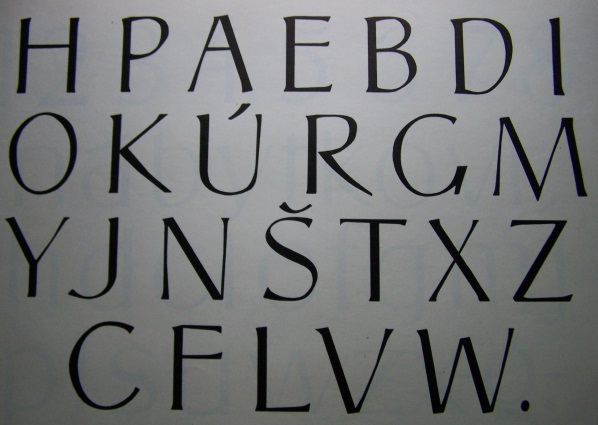 HPAEBDI
OKÚRGM
YJNŠTXZ
CFLVW.